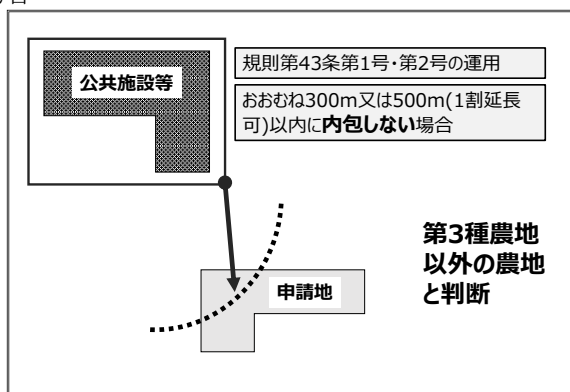 公共施設等
規則第43条第1号・第2号の運用
おおむね300m又は500m(1割延長
可)以内に内包しない場合
第3種農地
以外の農地
と判断
申請地